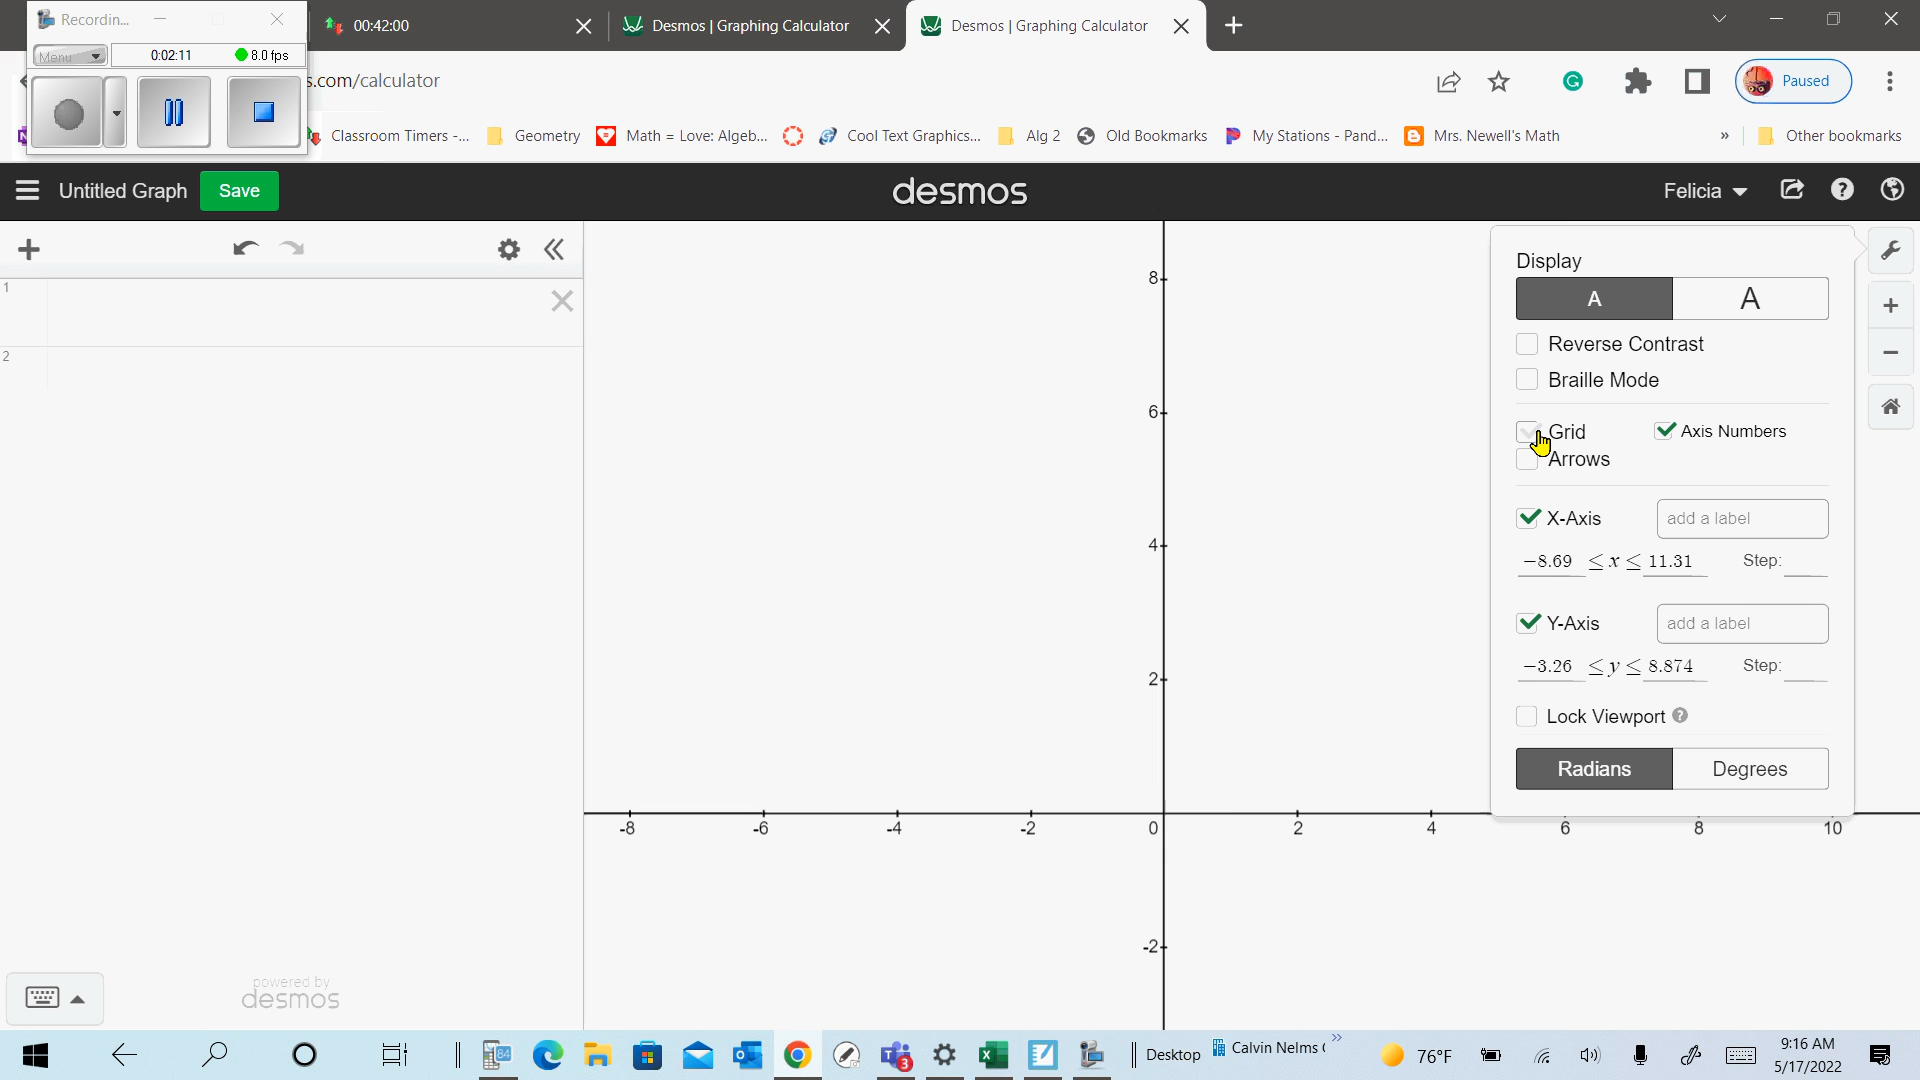 Recordin...
00:42:00
Desmos | Graphing Calculator
Desmos | Graphing Calculator
Menu
0:02:11
8.0 fps
s.com/calculator
Paused
Classroom Timers -...
Geometry
Math = Love: Algeb...
Cool Text Graphics...
Alg 2
Old Bookmarks
My Stations - Pand...
Mrs. Newell's Math
»
Other bookmarks
Untitled Graph
Save
desmos
Felicia
1
2
powered by
desmos
8
6
4
2
-2
-8
-6
-4
-2
0
2
4
6
8
10
Display
A
A
Reverse Contrast
Braille Mode
Grid
Axis Numbers
Arrows
X-Axis
add a label
-8.69 ≤ x ≤ 11.31
Step:
Y-Axis
add a label
-3.26 ≤ y ≤ 8.874
Step:
Lock Viewport
Radians
Degrees
84
3
Desktop
Calvin Nelms (
»
76°F
9:16 AM
5/17/2022